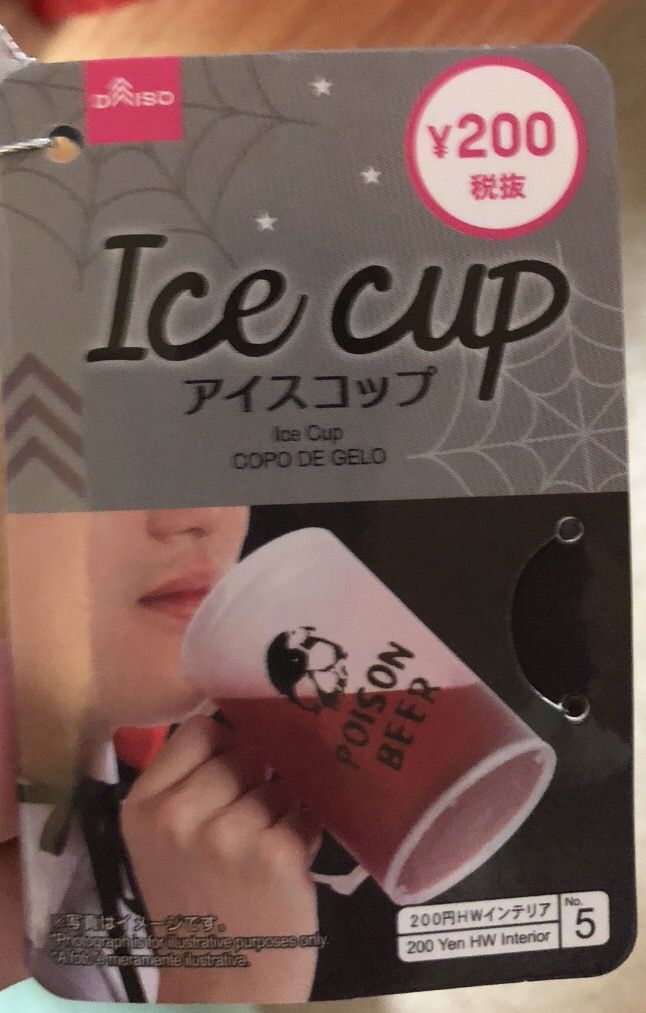 DAISO
¥200
税抜
Ice cup
アイスコップ
Ice Cup
COPO DE GELO
POISON
BEER
※写真はイメージです。
*Photograph is for illustrative purposes only.
*A foto é meramente ilustrativa.
200円HWインテリア
200 Yen HW Interior
No.
5